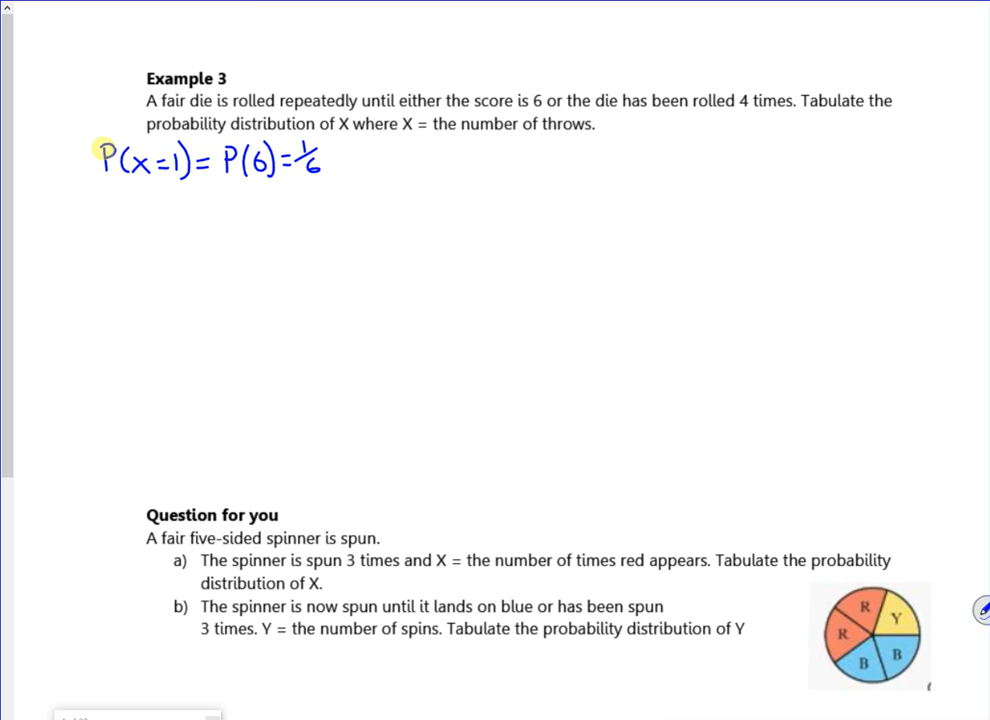 Example 3
A fair die is rolled repeatedly until either the score is 6 or the die has been rolled 4 times. Tabulate the
probability distribution of X where X = the number of throws.
P(x=1) = P(6) = 1/6
Question for you
A fair five-sided spinner is spun.
a) The spinner is spun 3 times and X = the number of times red appears. Tabulate the probability
distribution of X.
b) The spinner is now spun until it lands on blue or has been spun
3 times. Y = the number of spins. Tabulate the probability distribution of Y
R
Y
R
B
B